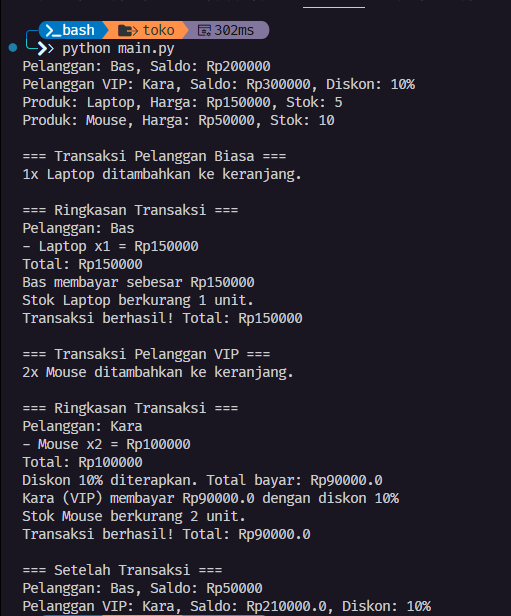 bash toko 302ms
python main.py
Pelanggan: Bas, Saldo: Rp200000
Pelanggan VIP: Kara, Saldo: Rp300000, Diskon: 10%
Produk: Laptop, Harga: Rp150000, Stok: 5
Produk: Mouse, Harga: Rp50000, Stok: 10

=== Transaksi Pelanggan Biasa ===
1x Laptop ditambahkan ke keranjang.

=== Ringkasan Transaksi ===
Pelanggan: Bas
- Laptop x1 = Rp150000
Total: Rp150000
Bas membayar sebesar Rp150000
Stok Laptop berkurang 1 unit.
Transaksi berhasil! Total: Rp150000

=== Transaksi Pelanggan VIP ===
2x Mouse ditambahkan ke keranjang.

=== Ringkasan Transaksi ===
Pelanggan: Kara
- Mouse x2 = Rp100000
Total: Rp100000
Diskon 10% diterapkan. Total bayar: Rp90000.0
Kara (VIP) membayar Rp90000.0 dengan diskon 10%
Stok Mouse berkurang 2 unit.
Transaksi berhasil! Total: Rp90000.0

=== Setelah Transaksi ===
Pelanggan: Bas, Saldo: Rp50000
Pelanggan VIP: Kara, Saldo: Rp210000.0, Diskon: 10%